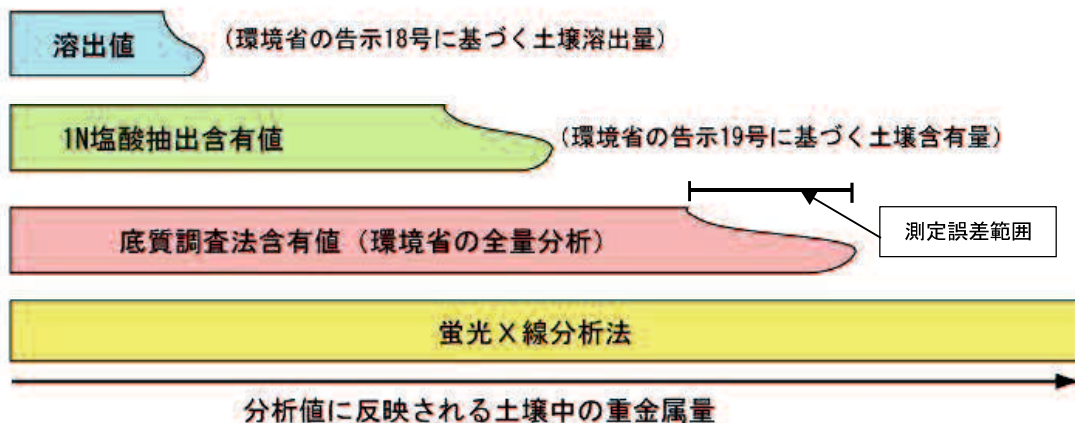 溶出値
(環境省の告示18号に基づく土壌溶出量)
1N塩酸抽出含有値
(環境省の告示19号に基づく土壌含有量)
底質調査法含有値(環境省の全量分析)
測定誤差範囲
蛍光X線分析法
分析値に反映される土壌中の重金属量